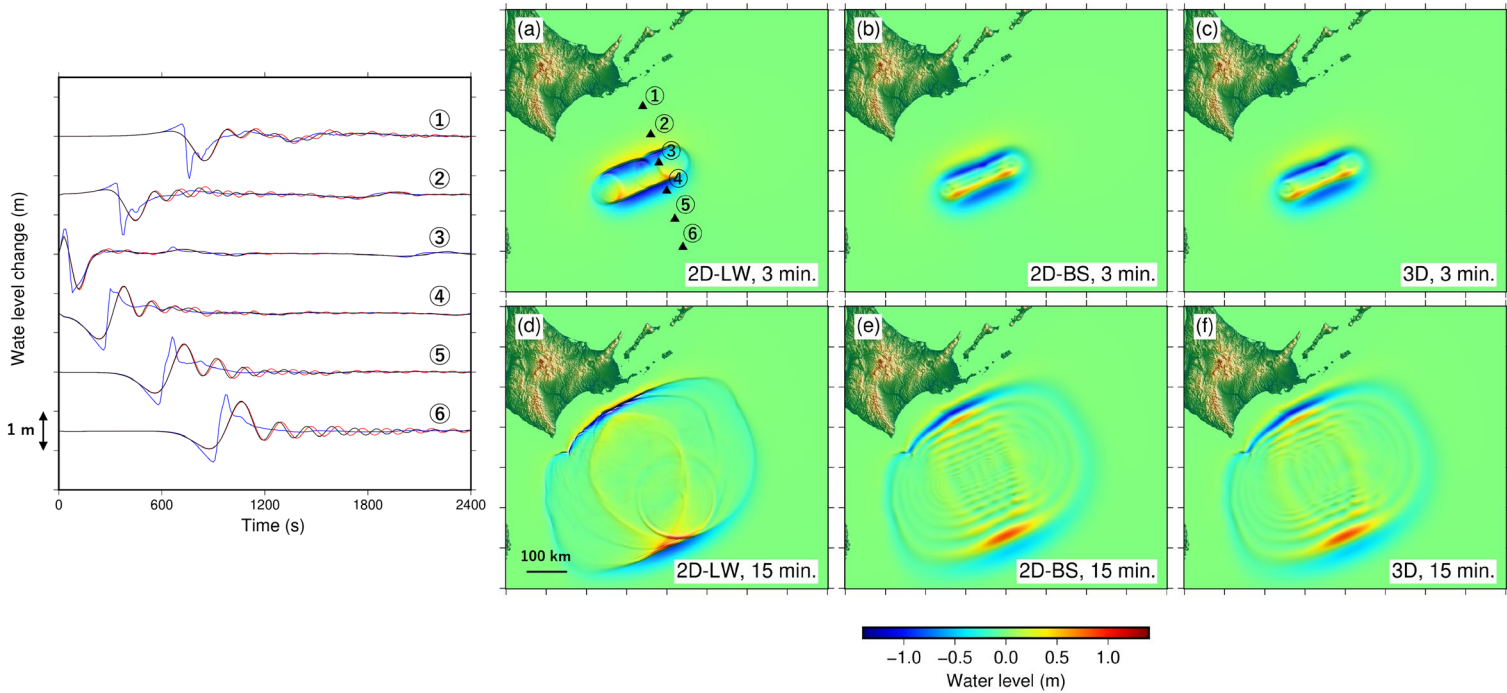 Wate level change (m)
①
②
③
④
⑤
⑥
1 m
0
600
1200
1800
2400
Time (s)
(a)
①
②
③
④
⑤
⑥
2D-LW, 3 min.
(b)
2D-BS, 3 min.
(c)
3D, 3 min.
(d)
100 km
2D-LW, 15 min.
(e)
2D-BS, 15 min.
(f)
3D, 15 min.
−1.0
−0.5
0.0
0.5
1.0
Water level (m)